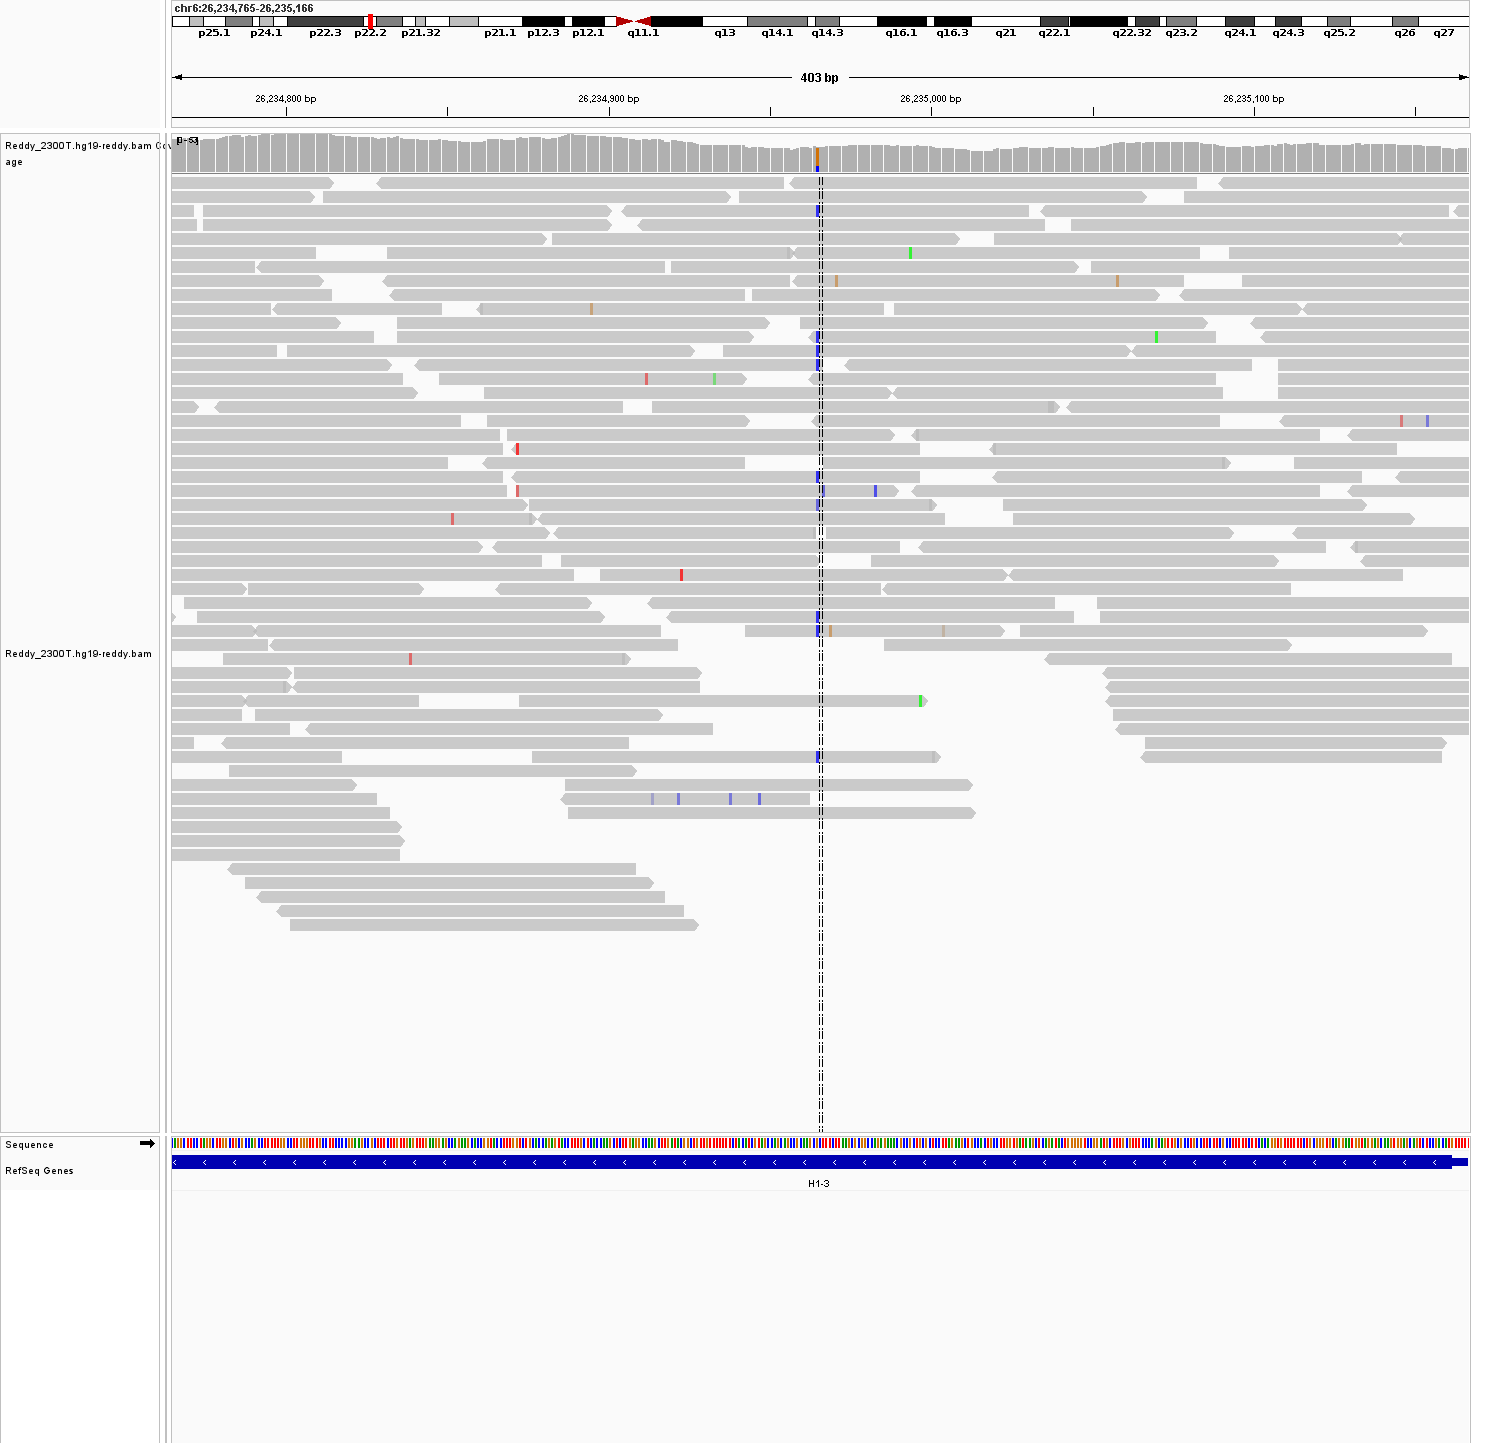 chr6:26,234,765-26,235,166
p25.1 p24.1 p22.3 p22.2 p21.32 p21.1 p12.3 p12.1 q11.1 q13 q14.1 q14.3 q16.1 q16.3 q21 q22.1 q22.32 q23.2 q24.1 q24.3 q25.2 q26 q27
403 bp
26,234,800 bp 26,234,900 bp 26,235,000 bp 26,235,100 bp
Reddy_2300T.hg19-reddy.bam Cov
age
Reddy_2300T.hg19-reddy.bam
Sequence
RefSeq Genes
H1-3